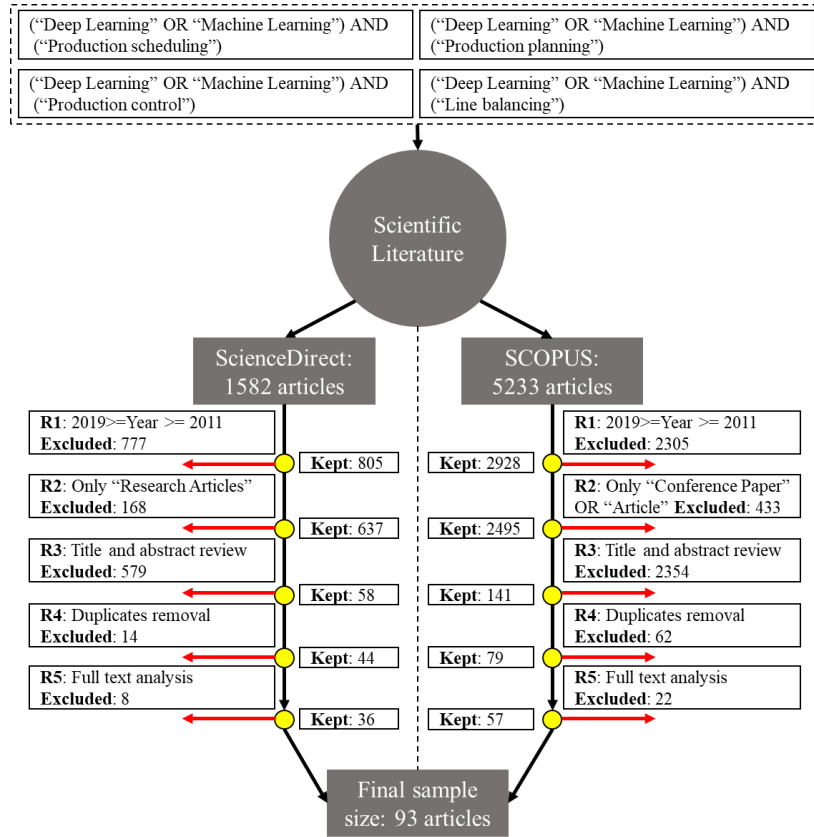 (“Deep Learning” OR “Machine Learning”) AND
(“Production scheduling”)
(“Deep Learning” OR “Machine Learning”) AND
(“Production planning”)
(“Deep Learning” OR “Machine Learning”) AND
(“Production control”)
(“Deep Learning” OR “Machine Learning”) AND
(“Line balancing”)
Scientific
Literature
ScienceDirect:
1582 articles
SCOPUS:
5233 articles
R1: 2019>=Year >= 2011
Excluded: 777
Kept: 805
Kept: 2928
R1: 2019>=Year >= 2011
Excluded: 2305
R2: Only “Research Articles”
Excluded: 168
Kept: 637
Kept: 2495
R2: Only “Conference Paper”
OR “Article” Excluded: 433
R3: Title and abstract review
Excluded: 579
Kept: 58
Kept: 141
R3: Title and abstract review
Excluded: 2354
R4: Duplicates removal
Excluded: 14
Kept: 44
Kept: 79
R4: Duplicates removal
Excluded: 62
R5: Full text analysis
Excluded: 8
Kept: 36
Kept: 57
R5: Full text analysis
Excluded: 22
Final sample
size: 93 articles